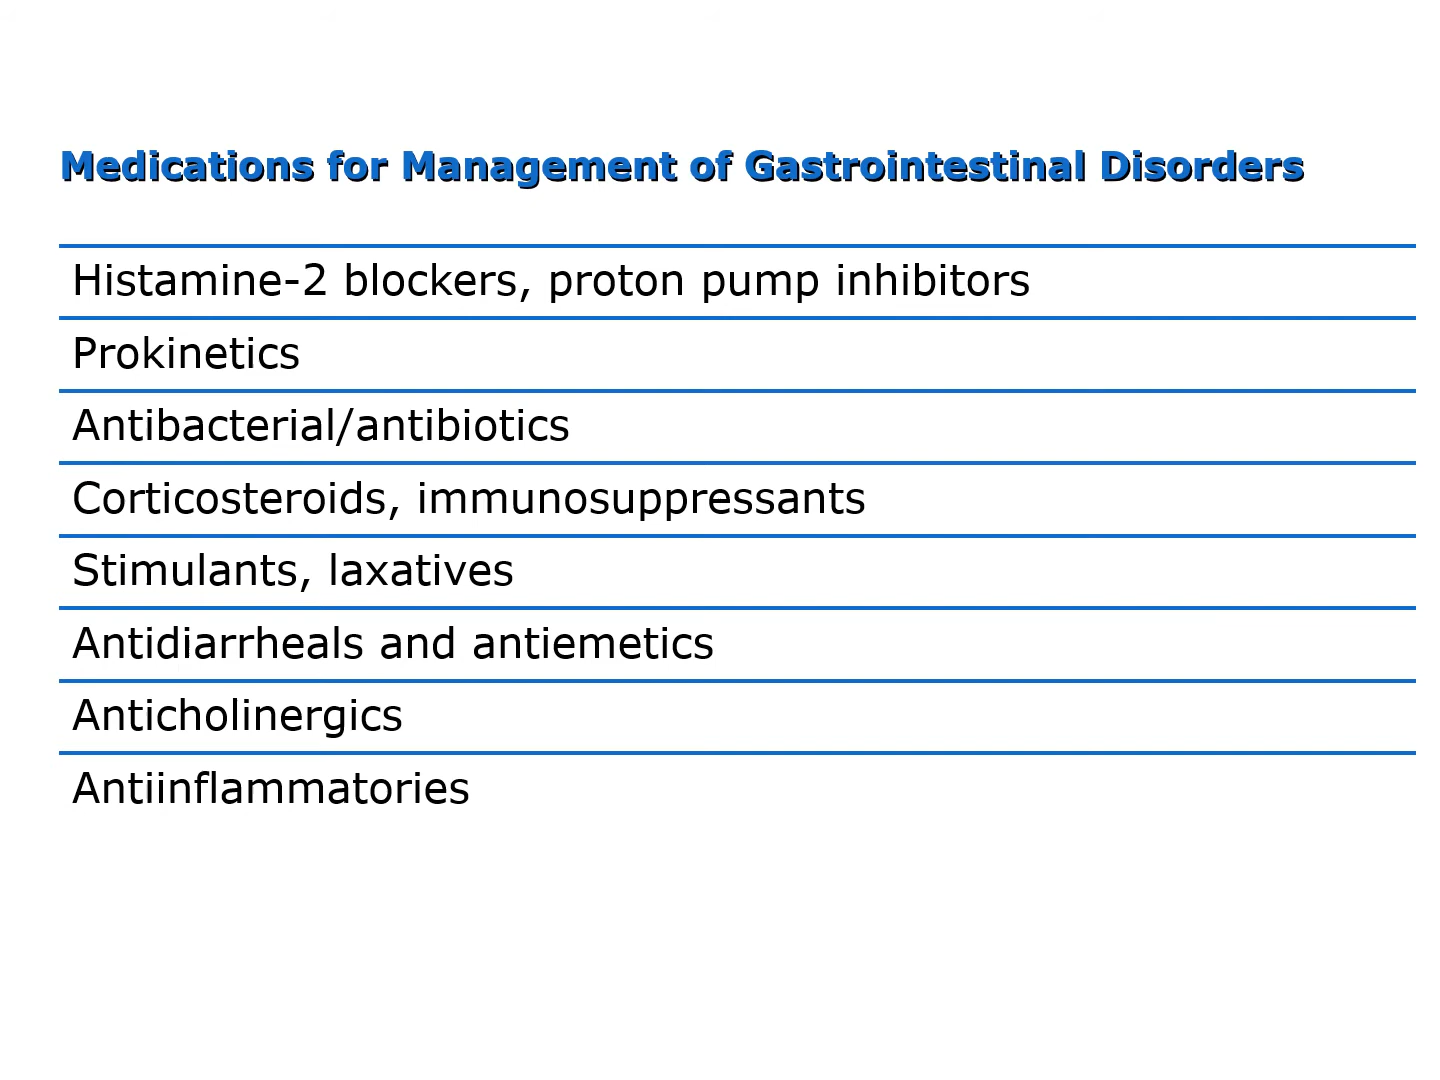 Medications for Management of Gastrointestinal Disorders
Histamine-2 blockers, proton pump inhibitors
Prokinetics
Antibacterial/antibiotics
Corticosteroids, immunosuppressants
Stimulants, laxatives
Antidiarrheals and antiemetics
Anticholinergics
Antiinflammatories